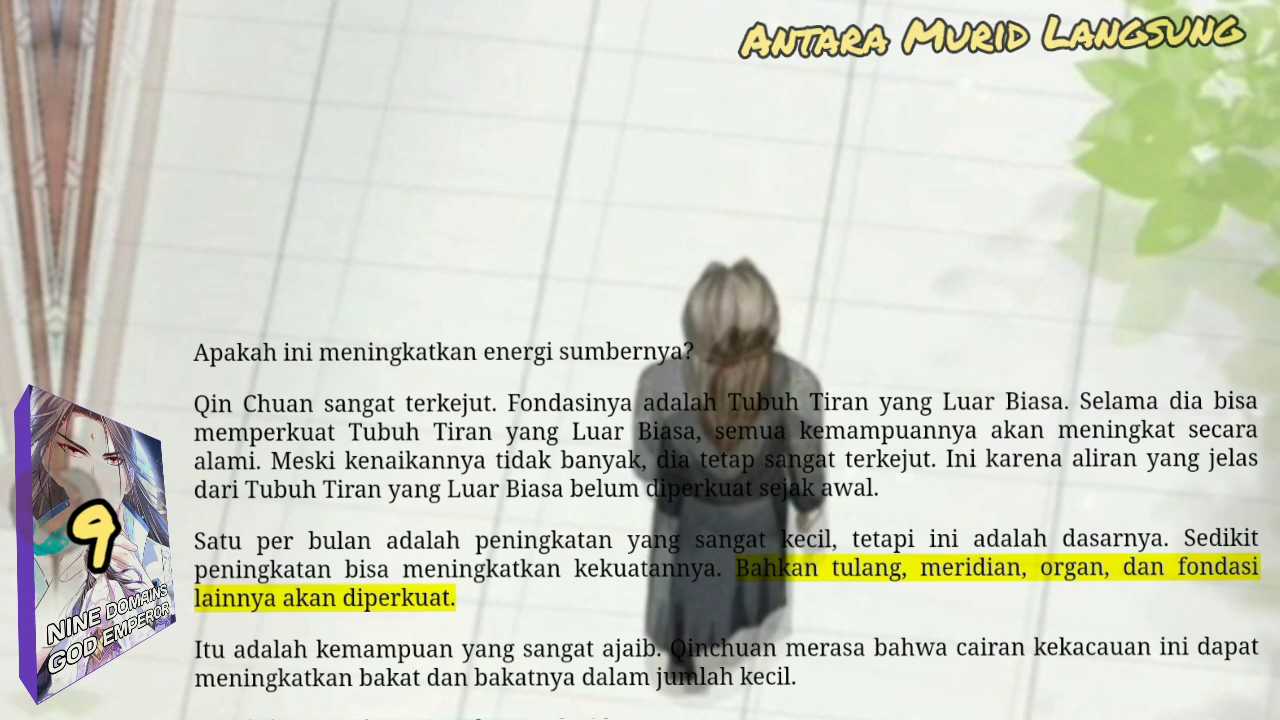 Antara Murid Langsung
Apakah ini meningkatkan energi sumbernya?
Qin Chuan sangat terkejut. Fondasinya adalah Tubuh Tiran yang Luar Biasa. Selama dia bisa
memperkuat Tubuh Tiran yang Luar Biasa, semua kemampuannya akan meningkat secara
alami. Meski kenaikannya tidak banyak, dia tetap sangat terkejut. Ini karena aliran yang jelas
dari Tubuh Tiran yang Luar Biasa belum diperkuat sejak awal.
Satu per bulan adalah peningkatan yang sangat kecil, tetapi ini adalah dasarnya. Sedikit
peningkatan bisa meningkatkan kekuatannya. Bahkan tulang, meridian, organ, dan fondasi
lainnya akan diperkuat.
Itu adalah kemampuan yang sangat ajaib. Qinchuan merasa bahwa cairan kekacauan ini dapat
meningkatkan bakat dan bakatnya dalam jumlah kecil.
9
NINE DOMAINS
GOD EMPEROR